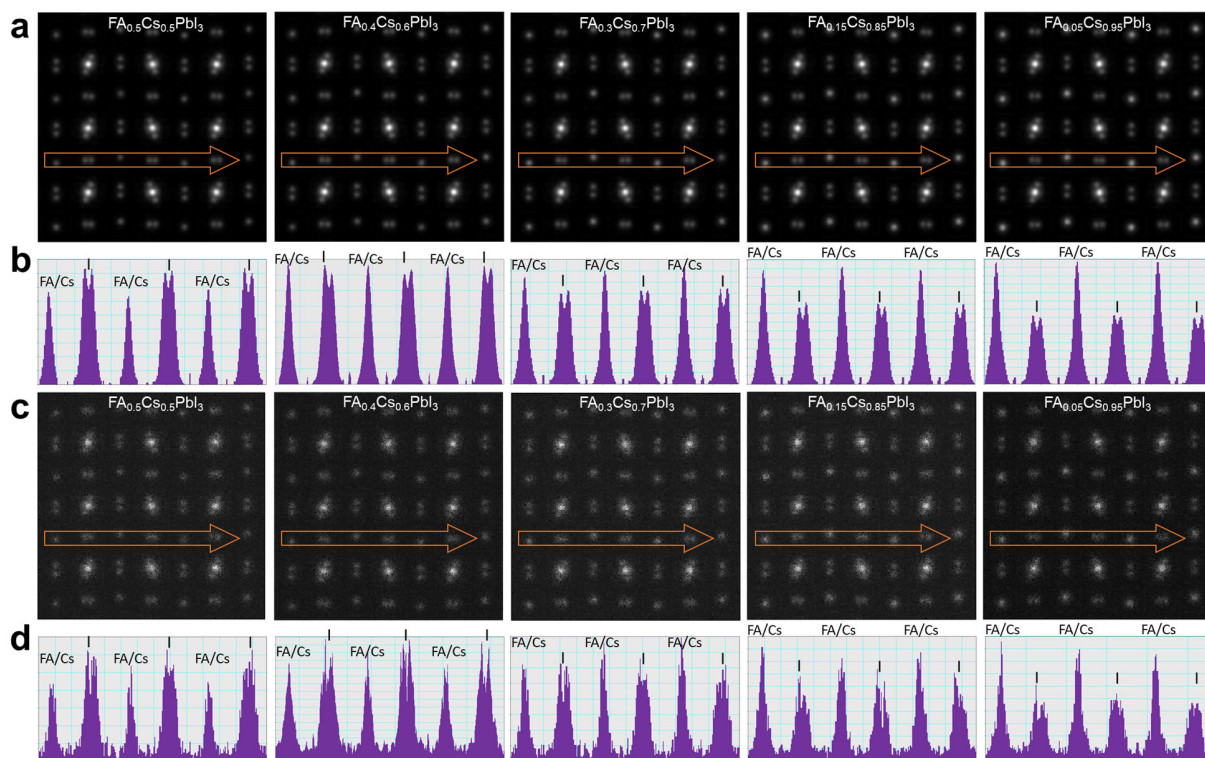 a
FA₀.₅Cs₀.₅PbI₃ FA₀.₄Cs₀.₆PbI₃ FA₀.₃Cs₀.₇PbI₃ FA₀.₁₅Cs₀.₈₅PbI₃ FA₀.₀₅Cs₀.₉₅PbI₃
b
FA/Cs I FA/Cs I FA/Cs I FA/Cs I FA/Cs I FA/Cs I FA/Cs I FA/Cs I FA/Cs I FA/Cs I FA/Cs I FA/Cs I FA/Cs I FA/Cs I FA/Cs I
c
FA₀.₅Cs₀.₅PbI₃ FA₀.₄Cs₀.₆PbI₃ FA₀.₃Cs₀.₇PbI₃ FA₀.₁₅Cs₀.₈₅PbI₃ FA₀.₀₅Cs₀.₉₅PbI₃
d
FA/Cs I FA/Cs I FA/Cs I FA/Cs I FA/Cs I FA/Cs I FA/Cs I FA/Cs I FA/Cs I FA/Cs I FA/Cs I FA/Cs I FA/Cs I FA/Cs I FA/Cs I